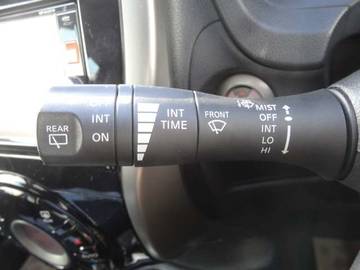 OFF
INT
ON
REAR
INT
TIME
FRONT
MIST
OFF
INT
LO
HI